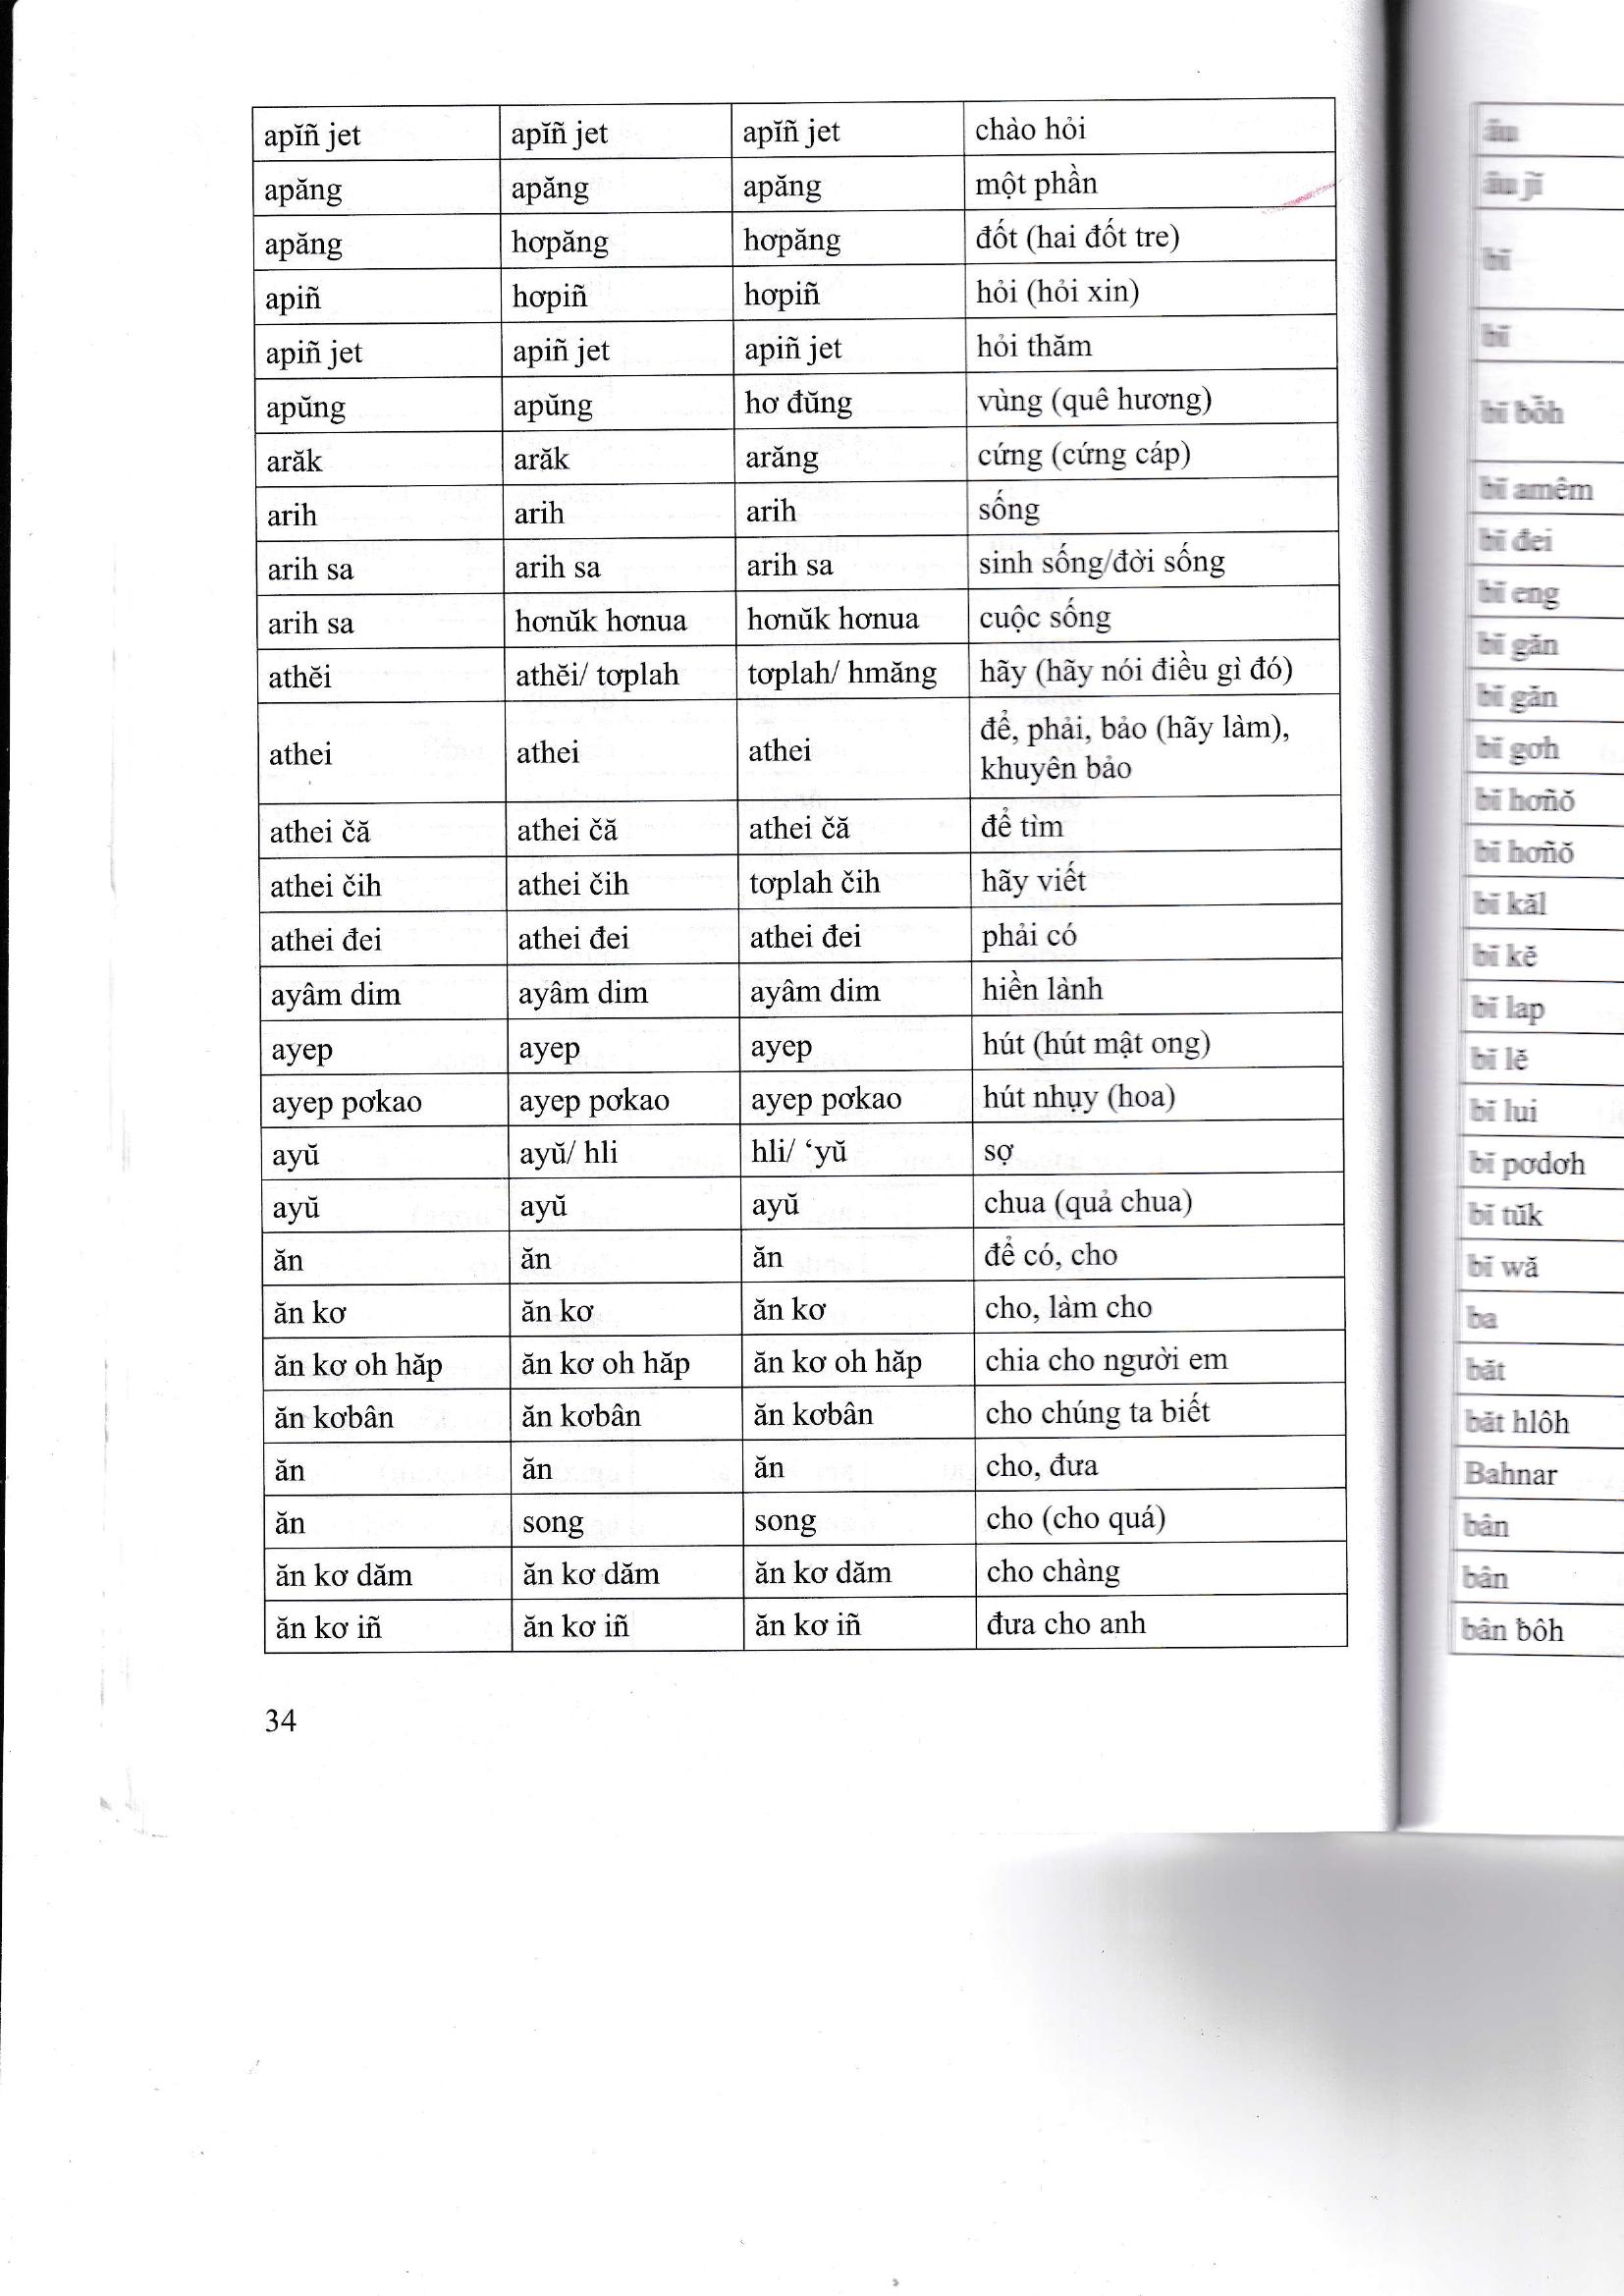 apĭñ jet apĭñ jet apĭñ jet chào hỏi
apăng apăng apăng một phần
apăng hơpăng hơpăng đốt (hai đốt tre)
apiñ hơpiñ hơpiñ hỏi (hỏi xin)
apiñ jet apiñ jet apiñ jet hỏi thăm
apŭng apŭng hơ đŭng vùng (quê hương)
arăk arăk arăng cứng (cứng cáp)
arih arih arih sống
arih sa arih sa arih sa sinh sống/đời sống
arih sa hơnŭk hơnua hơnŭk hơnua cuộc sống
athĕi athĕi/ tơplah tơplah/ hmăng hãy (hãy nói điều gì đó)
athei athei athei để, phải, bảo (hãy làm),
khuyên bảo
athei čă athei čă athei čă để tìm
athei čih athei čih tơplah čih hãy viết
athei đei athei đei athei đei phải có
ayâm dim ayâm dim ayâm dim hiền lành
ayep ayep ayep hút (hút mật ong)
ayep pơkao ayep pơkao ayep pơkao hút nhụy (hoa)
ayŭ ayŭ/ hli hli/ ‘yŭ sợ
ayŭ ayŭ ayŭ chua (quả chua)
ăn ăn ăn để có, cho
ăn kơ ăn kơ ăn kơ cho, làm cho
ăn kơ oh hăp ăn kơ oh hăp ăn kơ oh hăp chia cho người em
ăn kơbân ăn kơbân ăn kơbân cho chúng ta biết
ăn ăn ăn cho, đưa
ăn song song cho (cho quá)
ăn kơ dăm ăn kơ dăm ăn kơ dăm cho chàng
ăn kơ iñ ăn kơ iñ ăn kơ iñ đưa cho anh
34
âu
âu jĭ
bĭ
bĭ
bĭ amêm
bĭ đei
bĭ eng
bĭ găn
bĭ găn
bĭ gơh
bĭ hơñŏ
bĭ hơñŏ
bĭ kăl
bĭ kĕ
bĭ lap
bĭ lĕ
bĭ lui
bĭ pơdơh
bĭ tŭk
bĭ wă
ba
băt
băt hlôh
Bahnar
bân
bân
bân bôh